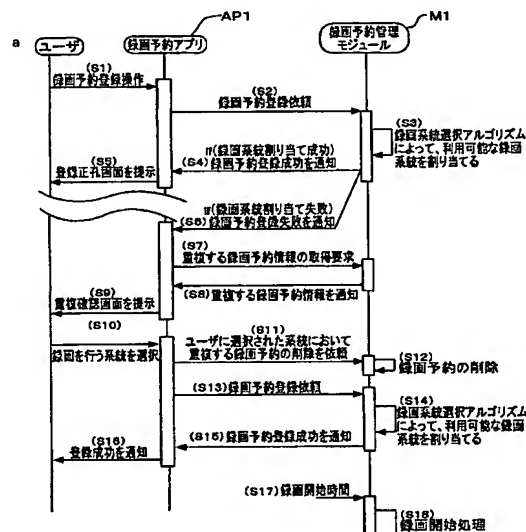 AP1
M1
a
ユーザ
録画予約アプリ
録画予約管理
モジュール
(S1)
録画予約登録操作
(S2)
録画予約登録依頼
(S3)
録画系統選択アルゴリズム
によって、利用可能な録画
系統を割り当てる
if(録画系統割り当て成功)
(S4) 録画予約登録成功を通知
(S5)
登録正孔画面を提示
if(録画系統割り当て失敗)
(S6) 録画予約登録失敗を通知
(S7)
重複する録画予約情報の取得要求
(S8) 重複する録画予約情報を通知
(S9)
重複確認画面を提示
(S10)
録画を行う系統を選択
(S11)
ユーザに選択された系統において
重複する録画予約の削除を依頼
(S12)
録画予約の削除
(S13) 録画予約登録依頼
(S14)
録画系統選択アルゴリズム
によって、利用可能な録画
系統を割り当てる
(S15) 録画予約登録成功を通知
(S16)
登録成功を通知
(S17) 録画開始時間
(S18)
録画開始処理